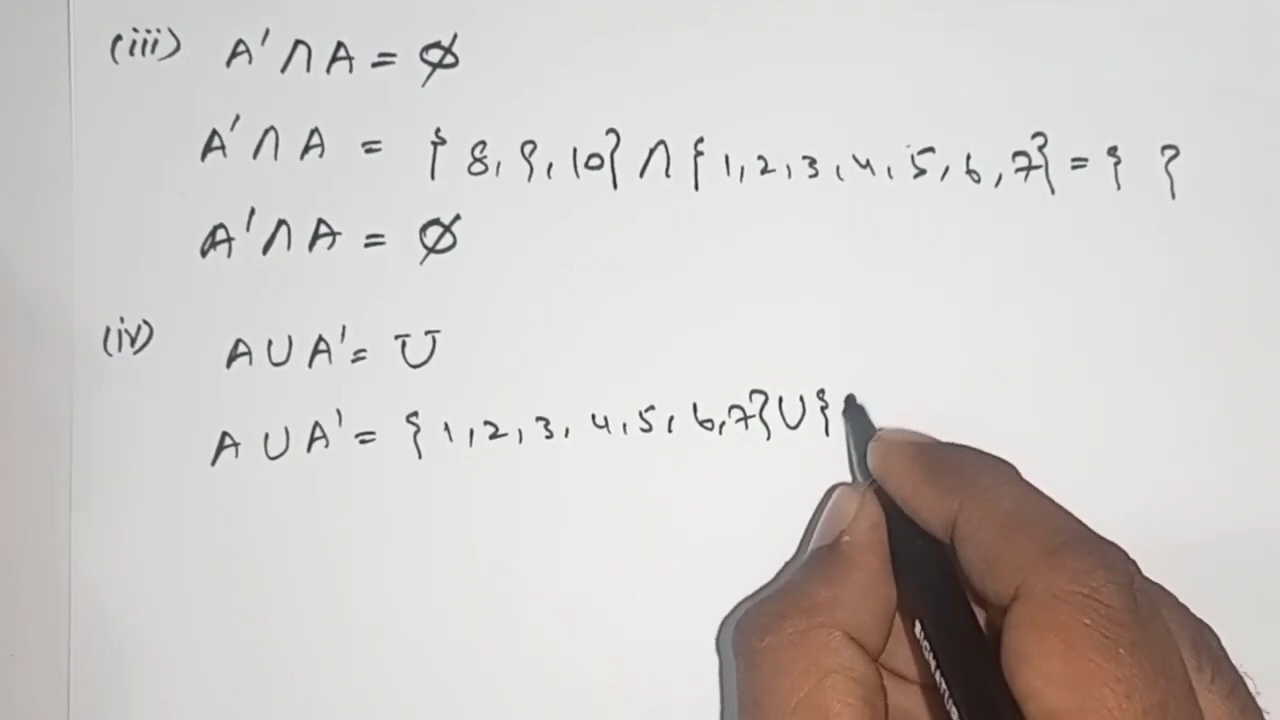 (iii) A' ∩ A = ∅
A' ∩ A = { 8, 9, 10} ∩ { 1, 2, 3, 4, 5, 6, 7} = { }
A' ∩ A = ∅
(iv) A ∪ A' = U
A ∪ A' = { 1, 2, 3, 4, 5, 6, 7} ∪ {
SIGNATUR